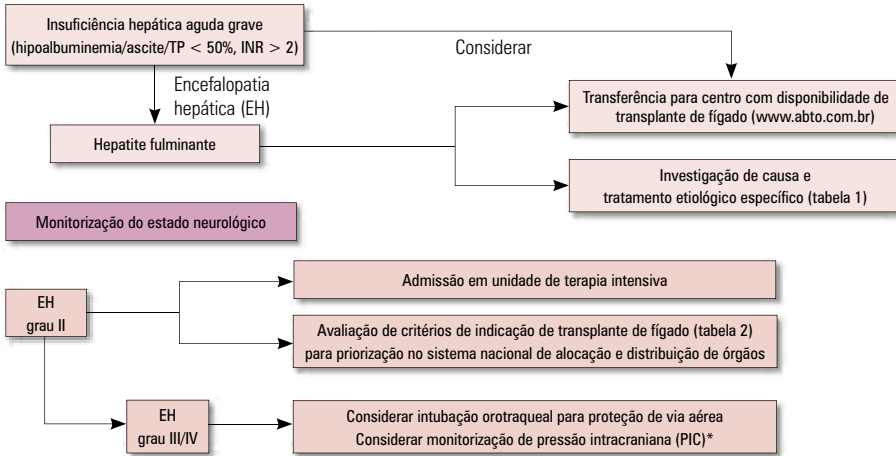 Insuficiência hepática aguda grave
(hipoalbuminemia/ascite/TP < 50%, INR > 2)
Considerar
Encefalopatia
hepática (EH)
Transferência para centro com disponibilidade de
transplante de fígado (www.abto.com.br)
Hepatite fulminante
Investigação de causa e
tratamento etiológico específico (tabela 1)
Monitorização do estado neurológico
Admissão em unidade de terapia intensiva
EH
grau II
Avaliação de critérios de indicação de transplante de fígado (tabela 2)
para priorização no sistema nacional de alocação e distribuição de órgãos
EH
grau III/IV
Considerar intubação orotraqueal para proteção de via aérea
Considerar monitorização de pressão intracraniana (PIC)*